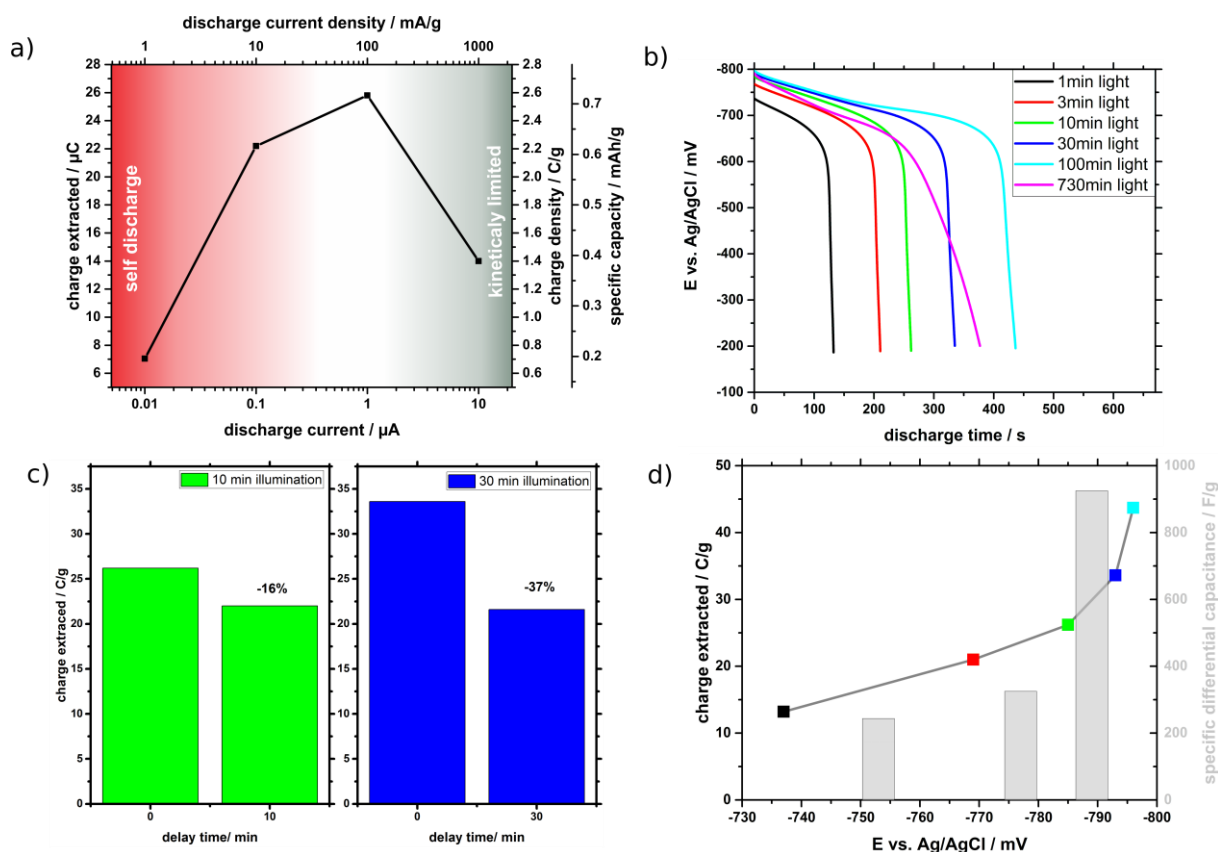 a)
discharge current density / mA/g
1 10 100 1000
28
26
24
22
20
18
16
14
12
10
8
6
charge extracted / µC
self discharge
kineticaly limited
2.8
2.6
2.4
2.2
2.0
1.8
1.6
1.4
1.2
1.0
0.8
0.6
charge density / C/g
0.7
0.6
0.5
0.4
0.3
0.2
specific capacity / mAh/g
0.01 0.1 1 10
discharge current / µA
b)
-800
-700
-600
-500
-400
-300
-200
-100
E vs. Ag/AgCl / mV
1min light
3min light
10min light
30min light
100min light
730min light
0 100 200 300 400 500 600
discharge time / s
c)
35
30
25
20
15
10
5
0
charge extraced / C/g
10 min illumination
-16%
0 10
delay time/ min
35
30
25
20
15
10
5
0
30 min illumination
-37%
0 30
delay time/ min
d)
50
40
30
20
10
0
charge extracted / C/g
1000
800
600
400
200
0
specific differential capacitance / F/g
-730 -740 -750 -760 -770 -780 -790 -800
E vs. Ag/AgCl / mV